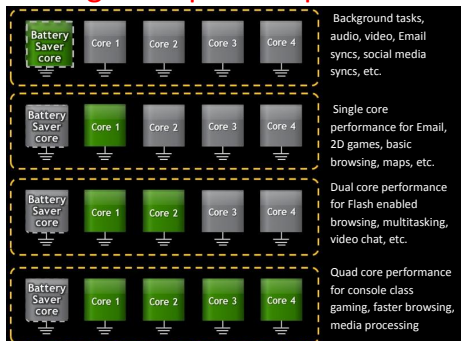 Battery
Saver
core
Core 1
Core 2
Core 3
Core 4
Background tasks,
audio, video, Email
syncs, social media
syncs, etc.
Battery
Saver
core
Core 1
Core 2
Core 3
Core 4
Single core
performance for Email,
2D games, basic
browsing, maps, etc.
Battery
Saver
core
Core 1
Core 2
Core 3
Core 4
Dual core performance
for Flash enabled
browsing, multitasking,
video chat, etc.
Battery
Saver
core
Core 1
Core 2
Core 3
Core 4
Quad core performance
for console class
gaming, faster browsing,
media processing